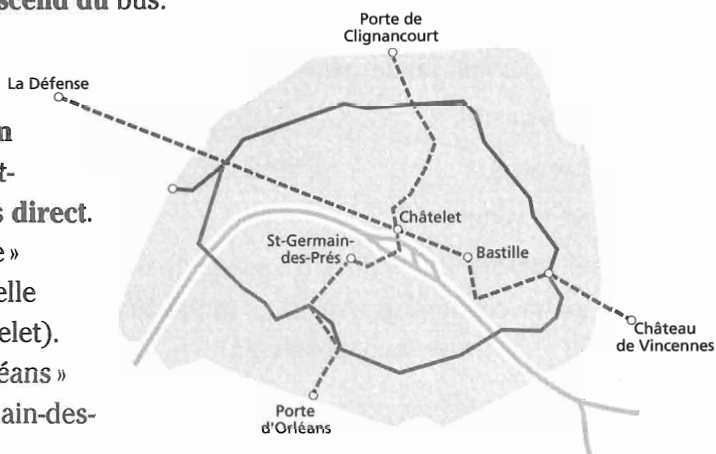 scend du bus.
n
t-
s direct.
e »
elle
elet).
éans »
ain-des-
Porte de
Clignancourt
La Défense
Châtelet
St-Germain-
des-Prés
Bastille
Château
de Vincennes
Porte
d'Orléans